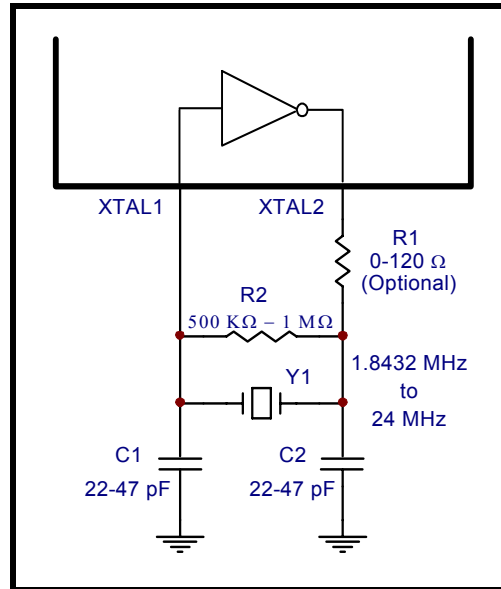 XTAL1
XTAL2
R1
0-120 Ω
(Optional)
R2
500 KΩ – 1 MΩ
Y1
1.8432 MHz
to
24 MHz
C1
22-47 pF
C2
22-47 pF